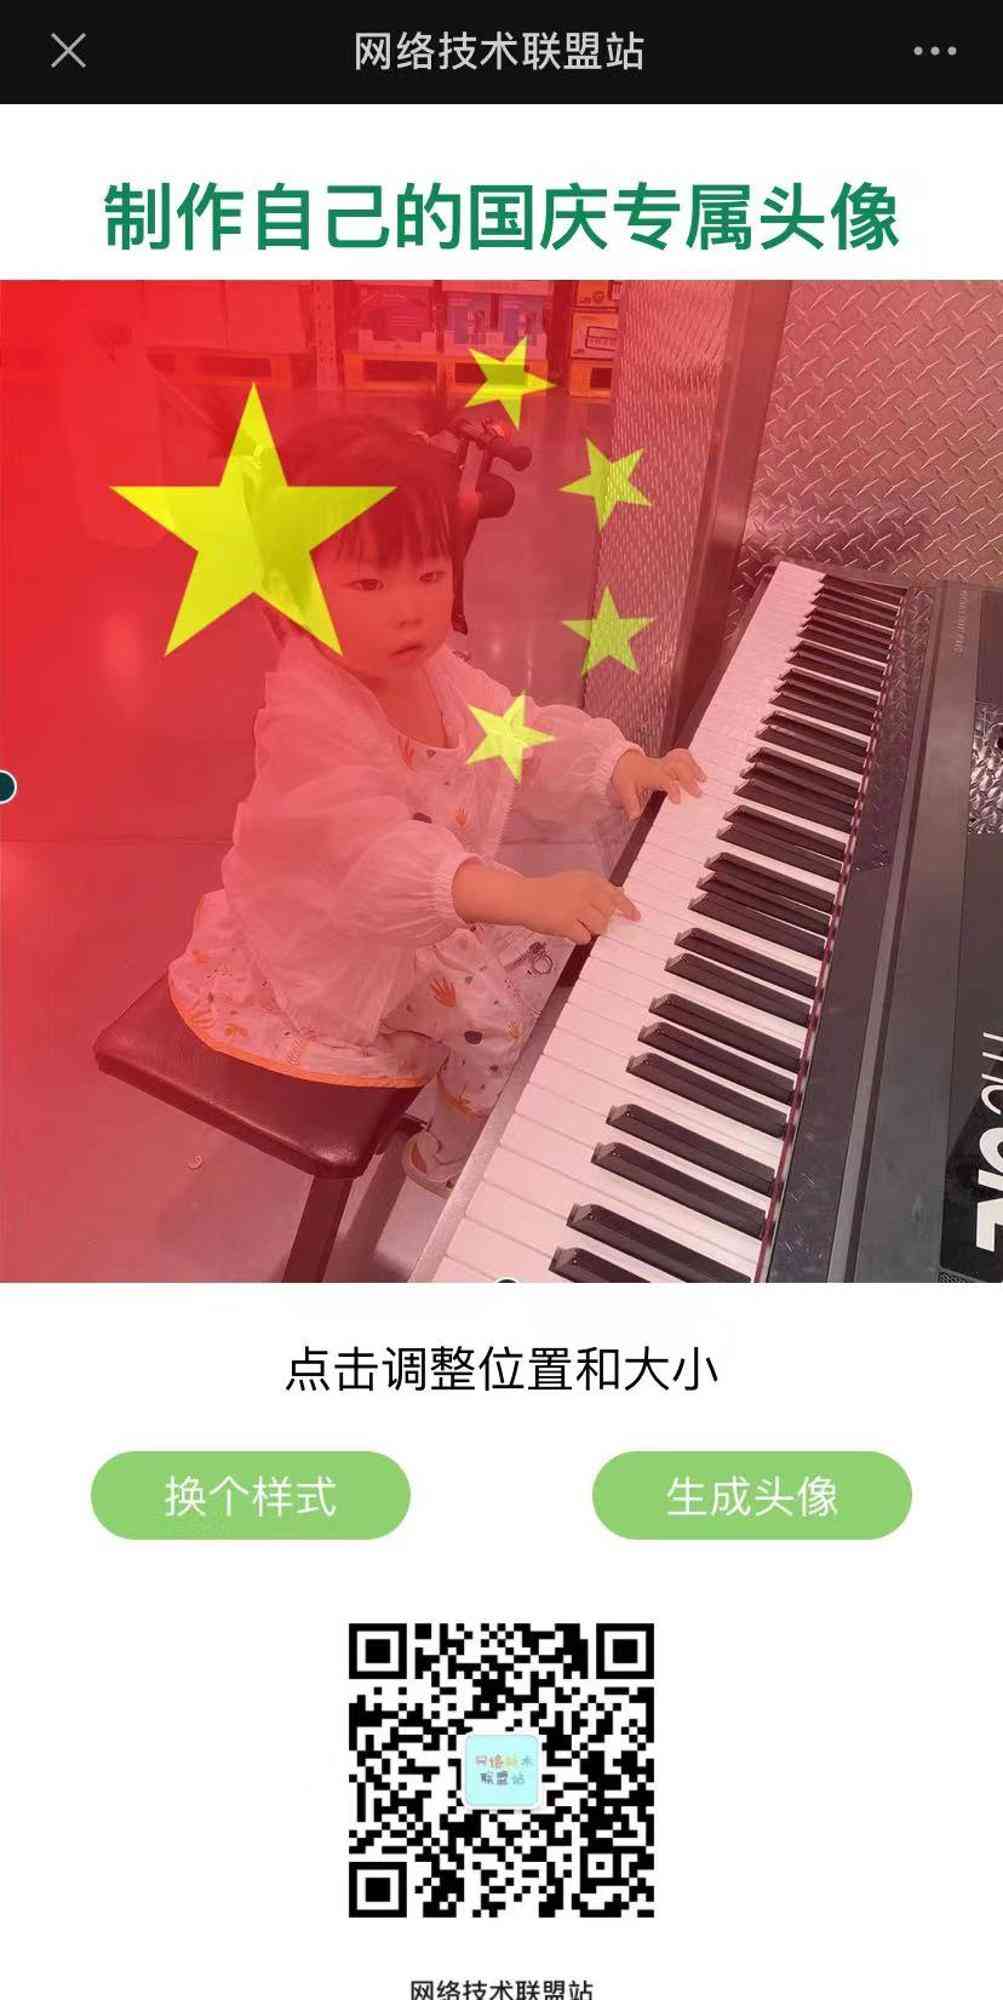 网络技术联盟站
制作自己的国庆专属头像
点击调整位置和大小
换个样式
生成头像
网络技术
联盟站
网络技术联盟站